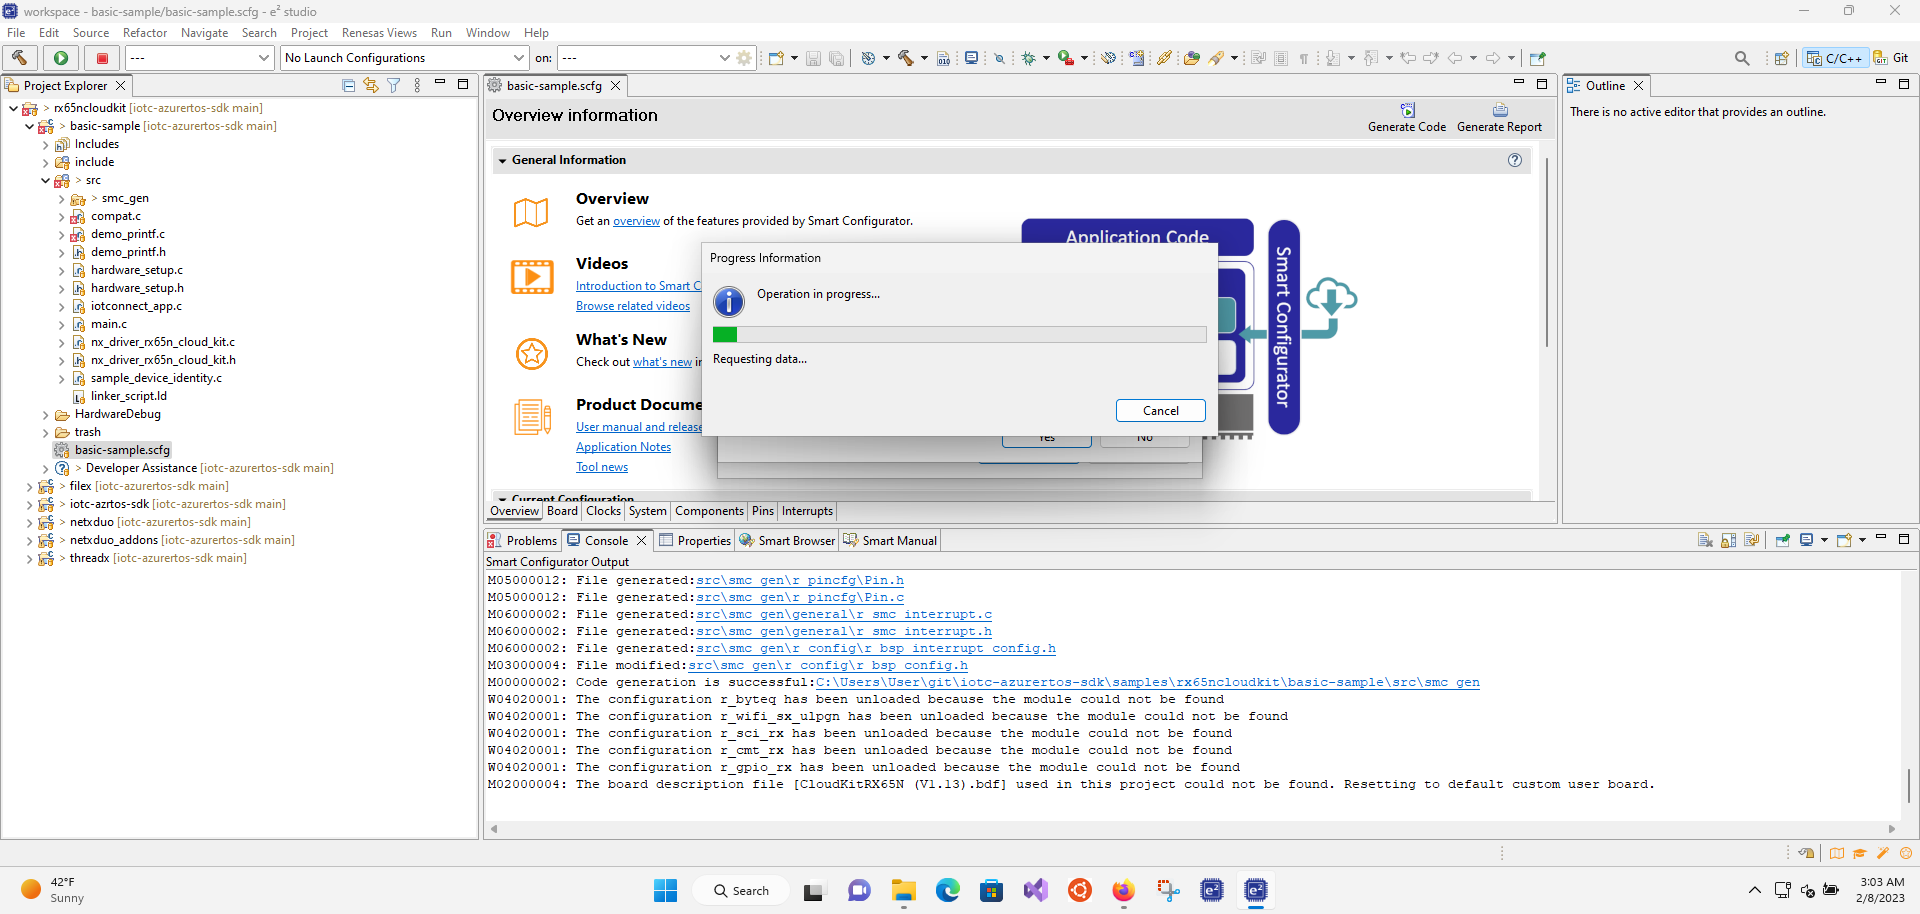 workspace - basic-sample/basic-sample.scfg - e² studio
File Edit Source Refactor Navigate Search Project Renesas Views Run Window Help
--- No Launch Configurations on: --- C/C++ Git
Project Explorer
> rx65ncloudkit [iotc-azurertos-sdk main]
> basic-sample [iotc-azurertos-sdk main]
Includes
include
> src
> smc_gen
compat.c
demo_printf.c
demo_printf.h
hardware_setup.c
hardware_setup.h
iotconnect_app.c
main.c
nx_driver_rx65n_cloud_kit.c
nx_driver_rx65n_cloud_kit.h
sample_device_identity.c
linker_script.ld
HardwareDebug
trash
basic-sample.scfg
> Developer Assistance [iotc-azurertos-sdk main]
> filex [iotc-azurertos-sdk main]
> iotc-azrtos-sdk [iotc-azurertos-sdk main]
> netxduo [iotc-azurertos-sdk main]
> netxduo_addons [iotc-azurertos-sdk main]
> threadx [iotc-azurertos-sdk main]
basic-sample.scfg
Overview information
Generate Code Generate Report
General Information
Overview
Get an overview of the features provided by Smart Configurator.
Videos
Introduction to Smart C
Browse related videos
What's New
Check out what's new in
Product Docume
User manual and release
Application Notes
Tool news
Application Code
Smart Configurator
Current Configuration
Progress Information
Operation in progress...
Requesting data...
Cancel
Yes No
Overview Board Clocks System Components Pins Interrupts
Outline
There is no active editor that provides an outline.
Problems Console Properties Smart Browser Smart Manual
Smart Configurator Output
M05000012: File generated:src\smc_gen\r_pincfg\Pin.h
M05000012: File generated:src\smc_gen\r_pincfg\Pin.c
M06000002: File generated:src\smc_gen\general\r_smc_interrupt.c
M06000002: File generated:src\smc_gen\general\r_smc_interrupt.h
M06000002: File generated:src\smc_gen\r_config\r_bsp_interrupt_config.h
M03000004: File modified:src\smc_gen\r_config\r_bsp_config.h
M00000002: Code generation is successful:C:\Users\User\git\iotc-azurertos-sdk\samples\rx65ncloudkit\basic-sample\src\smc_gen
W04020001: The configuration r_byteq has been unloaded because the module could not be found
W04020001: The configuration r_wifi_sx_ulpgn has been unloaded because the module could not be found
W04020001: The configuration r_sci_rx has been unloaded because the module could not be found
W04020001: The configuration r_cmt_rx has been unloaded because the module could not be found
W04020001: The configuration r_gpio_rx has been unloaded because the module could not be found
M02000004: The board description file [CloudKitRX65N (V1.13).bdf] used in this project could not be found. Resetting to default custom user board.
42°F
Sunny
Search
3:03 AM
2/8/2023